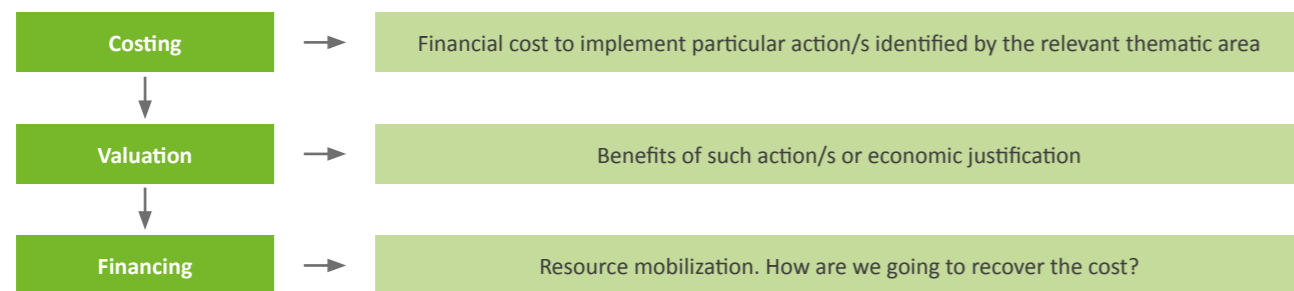 Costing
Financial cost to implement particular action/s identified by the relevant thematic area
Valuation
Benefits of such action/s or economic justification
Financing
Resource mobilization. How are we going to recover the cost?